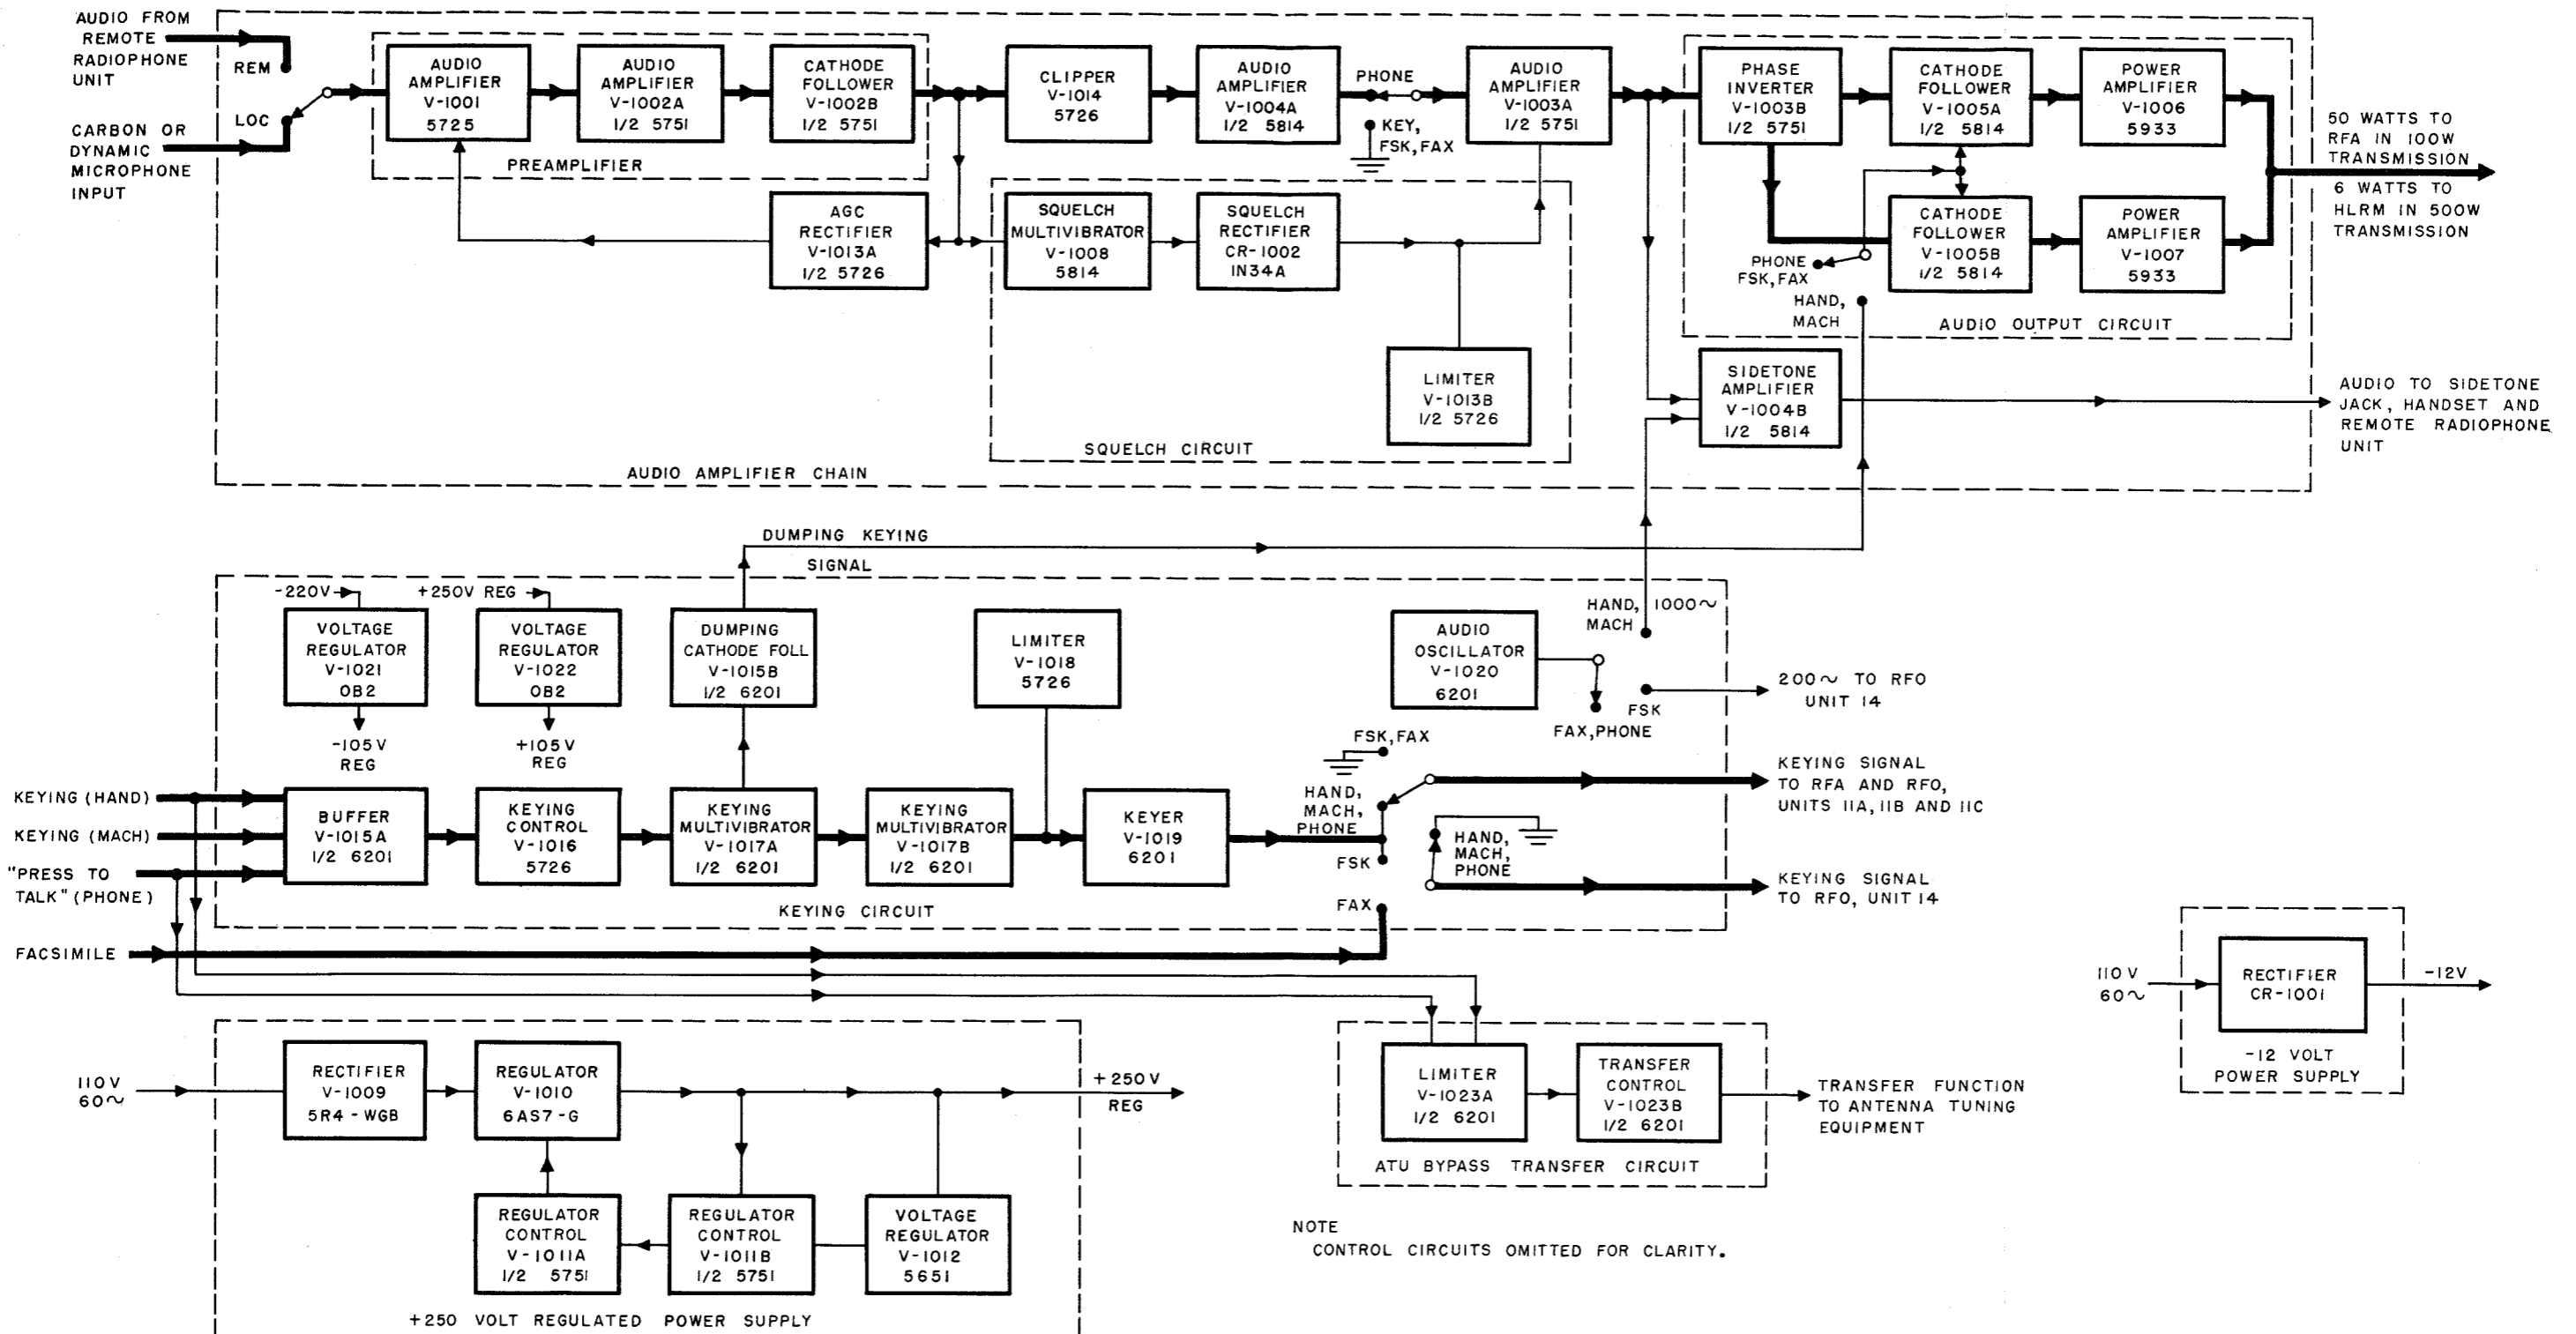 AUDIO FROM
REMOTE
RADIOPHONE
UNIT
REM
LOC
CARBON OR
DYNAMIC
MICROPHONE
INPUT
AUDIO
AMPLIFIER
V-1001
5725
AUDIO
AMPLIFIER
V-1002A
1/2 5751
CATHODE
FOLLOWER
V-1002B
1/2 5751
PREAMPLIFIER
CLIPPER
V-1014
5726
AUDIO
AMPLIFIER
V-1004A
1/2 5814
PHONE
KEY,
FSK, FAX
AUDIO
AMPLIFIER
V-1003A
1/2 5751
PHASE
INVERTER
V-1003B
1/2 5751
CATHODE
FOLLOWER
V-1005A
1/2 5814
POWER
AMPLIFIER
V-1006
5933
50 WATTS TO
RFA IN 100W
TRANSMISSION
6 WATTS TO
HLRM IN 500W
TRANSMISSION
AGC
RECTIFIER
V-1013A
1/2 5726
SQUELCH
MULTIVIBRATOR
V-1008
5814
SQUELCH
RECTIFIER
CR-1002
IN34A
CATHODE
FOLLOWER
V-1005B
1/2 5814
POWER
AMPLIFIER
V-1007
5933
PHONE
FSK, FAX
HAND,
MACH
AUDIO OUTPUT CIRCUIT
LIMITER
V-1013B
1/2 5726
SQUELCH CIRCUIT
SIDETONE
AMPLIFIER
V-1004B
1/2 5814
AUDIO TO SIDETONE
JACK, HANDSET AND
REMOTE RADIOPHONE
UNIT
AUDIO AMPLIFIER CHAIN
DUMPING KEYING
SIGNAL
-220V
+250V REG
VOLTAGE
REGULATOR
V-1021
OB2
-105V
REG
VOLTAGE
REGULATOR
V-1022
OB2
+105V
REG
DUMPING
CATHODE FOLL
V-1015B
1/2 6201
LIMITER
V-1018
5726
AUDIO
OSCILLATOR
V-1020
6201
HAND,
MACH
1000~
FSK
FAX, PHONE
200~ TO RFO
UNIT 14
KEYING (HAND)
KEYING (MACH)
"PRESS TO
TALK" (PHONE)
BUFFER
V-1015A
1/2 6201
KEYING
CONTROL
V-1016
5726
KEYING
MULTIVIBRATOR
V-1017A
1/2 6201
KEYING
MULTIVIBRATOR
V-1017B
1/2 6201
KEYER
V-1019
6201
FSK, FAX
HAND,
MACH,
PHONE
FSK
FAX
HAND,
MACH,
PHONE
KEYING SIGNAL
TO RFA AND RFO,
UNITS 11A, 11B AND 11C
KEYING SIGNAL
TO RFO, UNIT 14
KEYING CIRCUIT
FACSIMILE
110V
60~
RECTIFIER
CR-1001
-12V
-12 VOLT
POWER SUPPLY
110V
60~
RECTIFIER
V-1009
5R4-WGB
REGULATOR
V-1010
6AS7-G
+250V
REG
REGULATOR
CONTROL
V-1011A
1/2 5751
REGULATOR
CONTROL
V-1011B
1/2 5751
VOLTAGE
REGULATOR
V-1012
5651
+250 VOLT REGULATED POWER SUPPLY
LIMITER
V-1023A
1/2 6201
TRANSFER
CONTROL
V-1023B
1/2 6201
TRANSFER FUNCTION
TO ANTENNA TUNING
EQUIPMENT
ATU BYPASS TRANSFER CIRCUIT
NOTE
CONTROL CIRCUITS OMITTED FOR CLARITY.